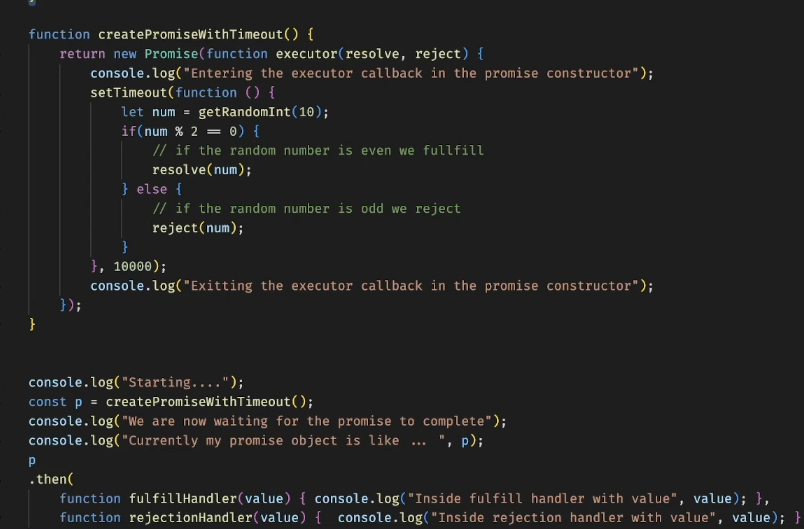 }
function createPromiseWithTimeout() {
return new Promise(function executor(resolve, reject) {
console.log("Entering the executor callback in the promise constructor");
setTimeout(function () {
let num = getRandomInt(10);
if(num % 2 == 0) {
// if the random number is even we fullfill
resolve(num);
} else {
// if the random number is odd we reject
reject(num);
}
}, 10000);
console.log("Exitting the executor callback in the promise constructor");
});
}
console.log("Starting....");
const p = createPromiseWithTimeout();
console.log("We are now waiting for the promise to complete");
console.log("Currently my promise object is like ... ", p);
p
.then(
function fulfillHandler(value) { console.log("Inside fulfill handler with value", value); },
function rejectionHandler(value) {  console.log("Inside rejection handler with value", value); }